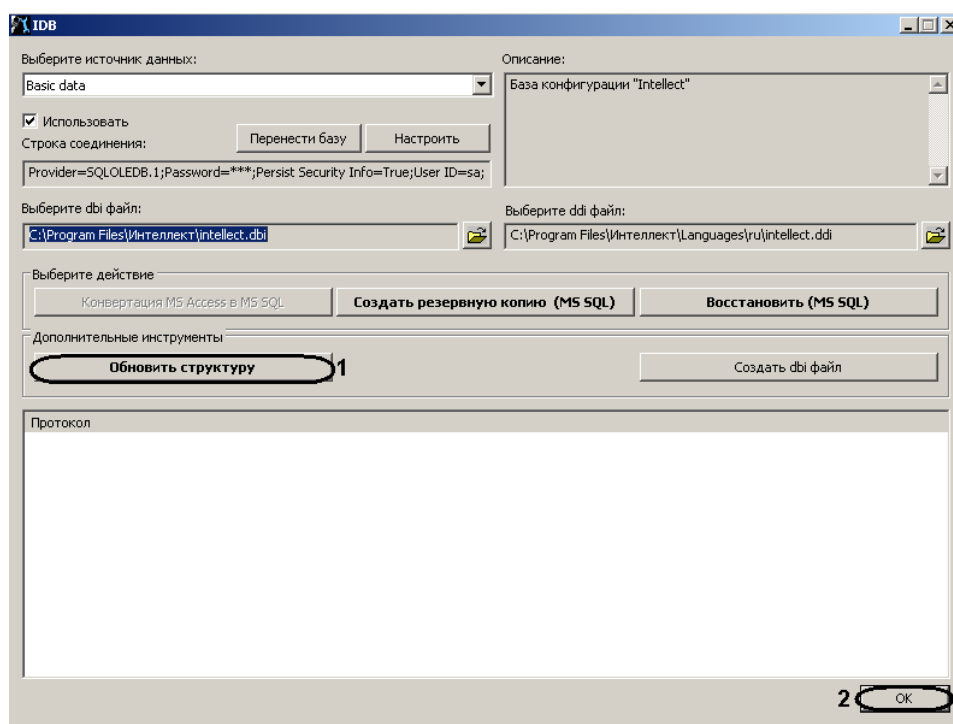 IDB
Выберите источник данных:
Описание:
Basic data
База конфигурации "Intellect"
Использовать
Строка соединения:
Перенести базу
Настроить
Provider=SQLOLEDB.1;Password=***;Persist Security Info=True;User ID=sa;
Выберите dbi файл:
Выберите ddi файл:
C:\Program Files\Интеллект\intellect.dbi
C:\Program Files\Интеллект\Languages\ru\intellect.ddi
Выберите действие
Конвертация MS Access в MS SQL
Создать резервную копию (MS SQL)
Восстановить (MS SQL)
Дополнительные инструменты
Обновить структуру
1
Создать dbi файл
Протокол
2
OK